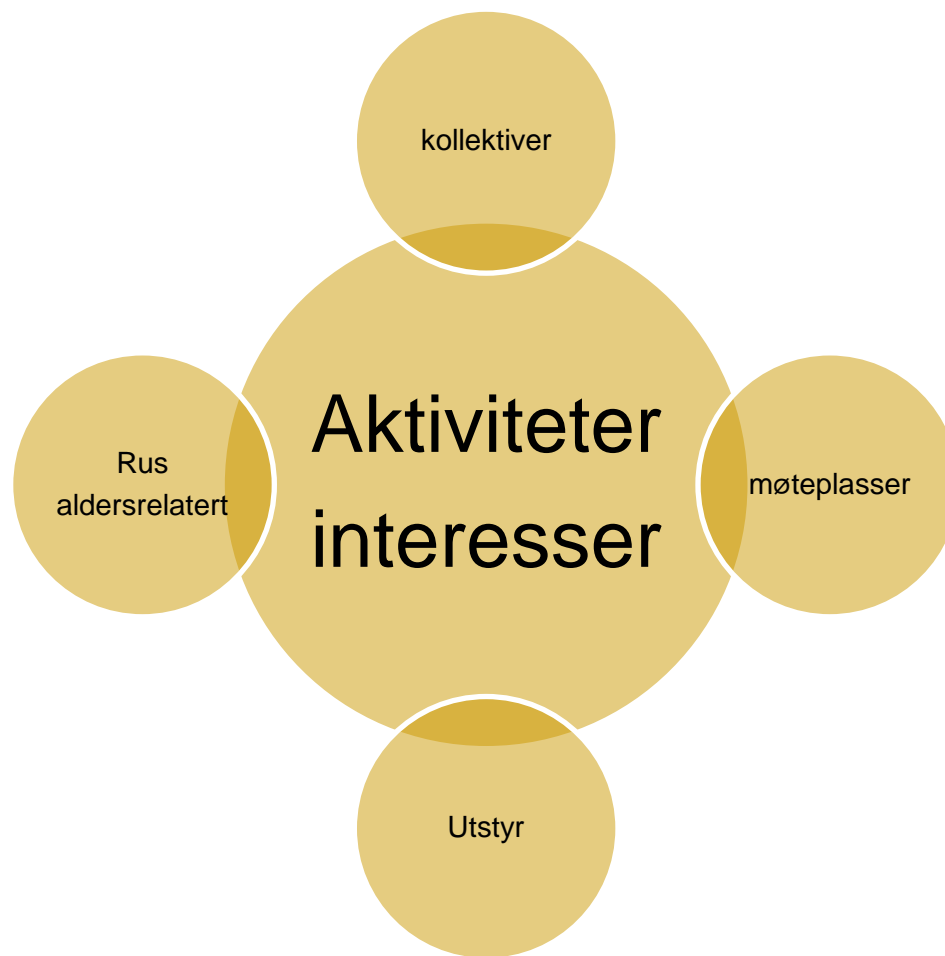 kollektiver
Aktiviteter
interesser
Rus
aldersrelatert
møteplasser
Utstyr